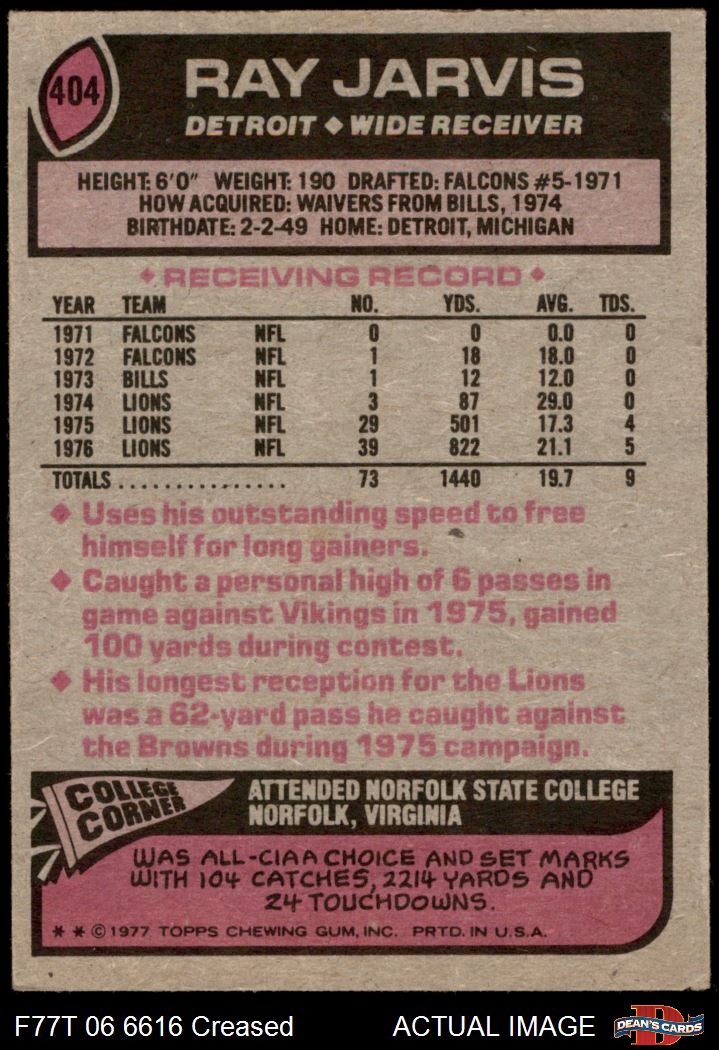 404
RAY JARVIS
DETROIT ◆ WIDE RECEIVER
HEIGHT: 6'0" WEIGHT: 190 DRAFTED: FALCONS #5-1971
HOW ACQUIRED: WAIVERS FROM BILLS, 1974
BIRTHDATE: 2-2-49 HOME: DETROIT, MICHIGAN
◆ RECEIVING RECORD ◆
YEAR TEAM NO. YDS. AVG. TDS.
1971 FALCONS NFL 0 0 0.0 0
1972 FALCONS NFL 1 18 18.0 0
1973 BILLS NFL 1 12 12.0 0
1974 LIONS NFL 3 87 29.0 0
1975 LIONS NFL 29 501 17.3 4
1976 LIONS NFL 39 822 21.1 5
TOTALS ............... 73 1440 19.7 9
◆ Uses his outstanding speed to free
himself for long gainers.
◆ Caught a personal high of 6 passes in
game against Vikings in 1975, gained
100 yards during contest.
◆ His longest reception for the Lions
was a 62-yard pass he caught against
the Browns during 1975 campaign.
COLLEGE
CORNER
ATTENDED NORFOLK STATE COLLEGE
NORFOLK, VIRGINIA
WAS ALL-CIAA CHOICE AND SET MARKS
WITH 104 CATCHES, 2214 YARDS AND
24 TOUCHDOWNS.
* * © 1977 TOPPS CHEWING GUM, INC. PRTD. IN U.S.A.
F77T 06 6616 Creased ACTUAL IMAGE
D
DEAN'S CARDS